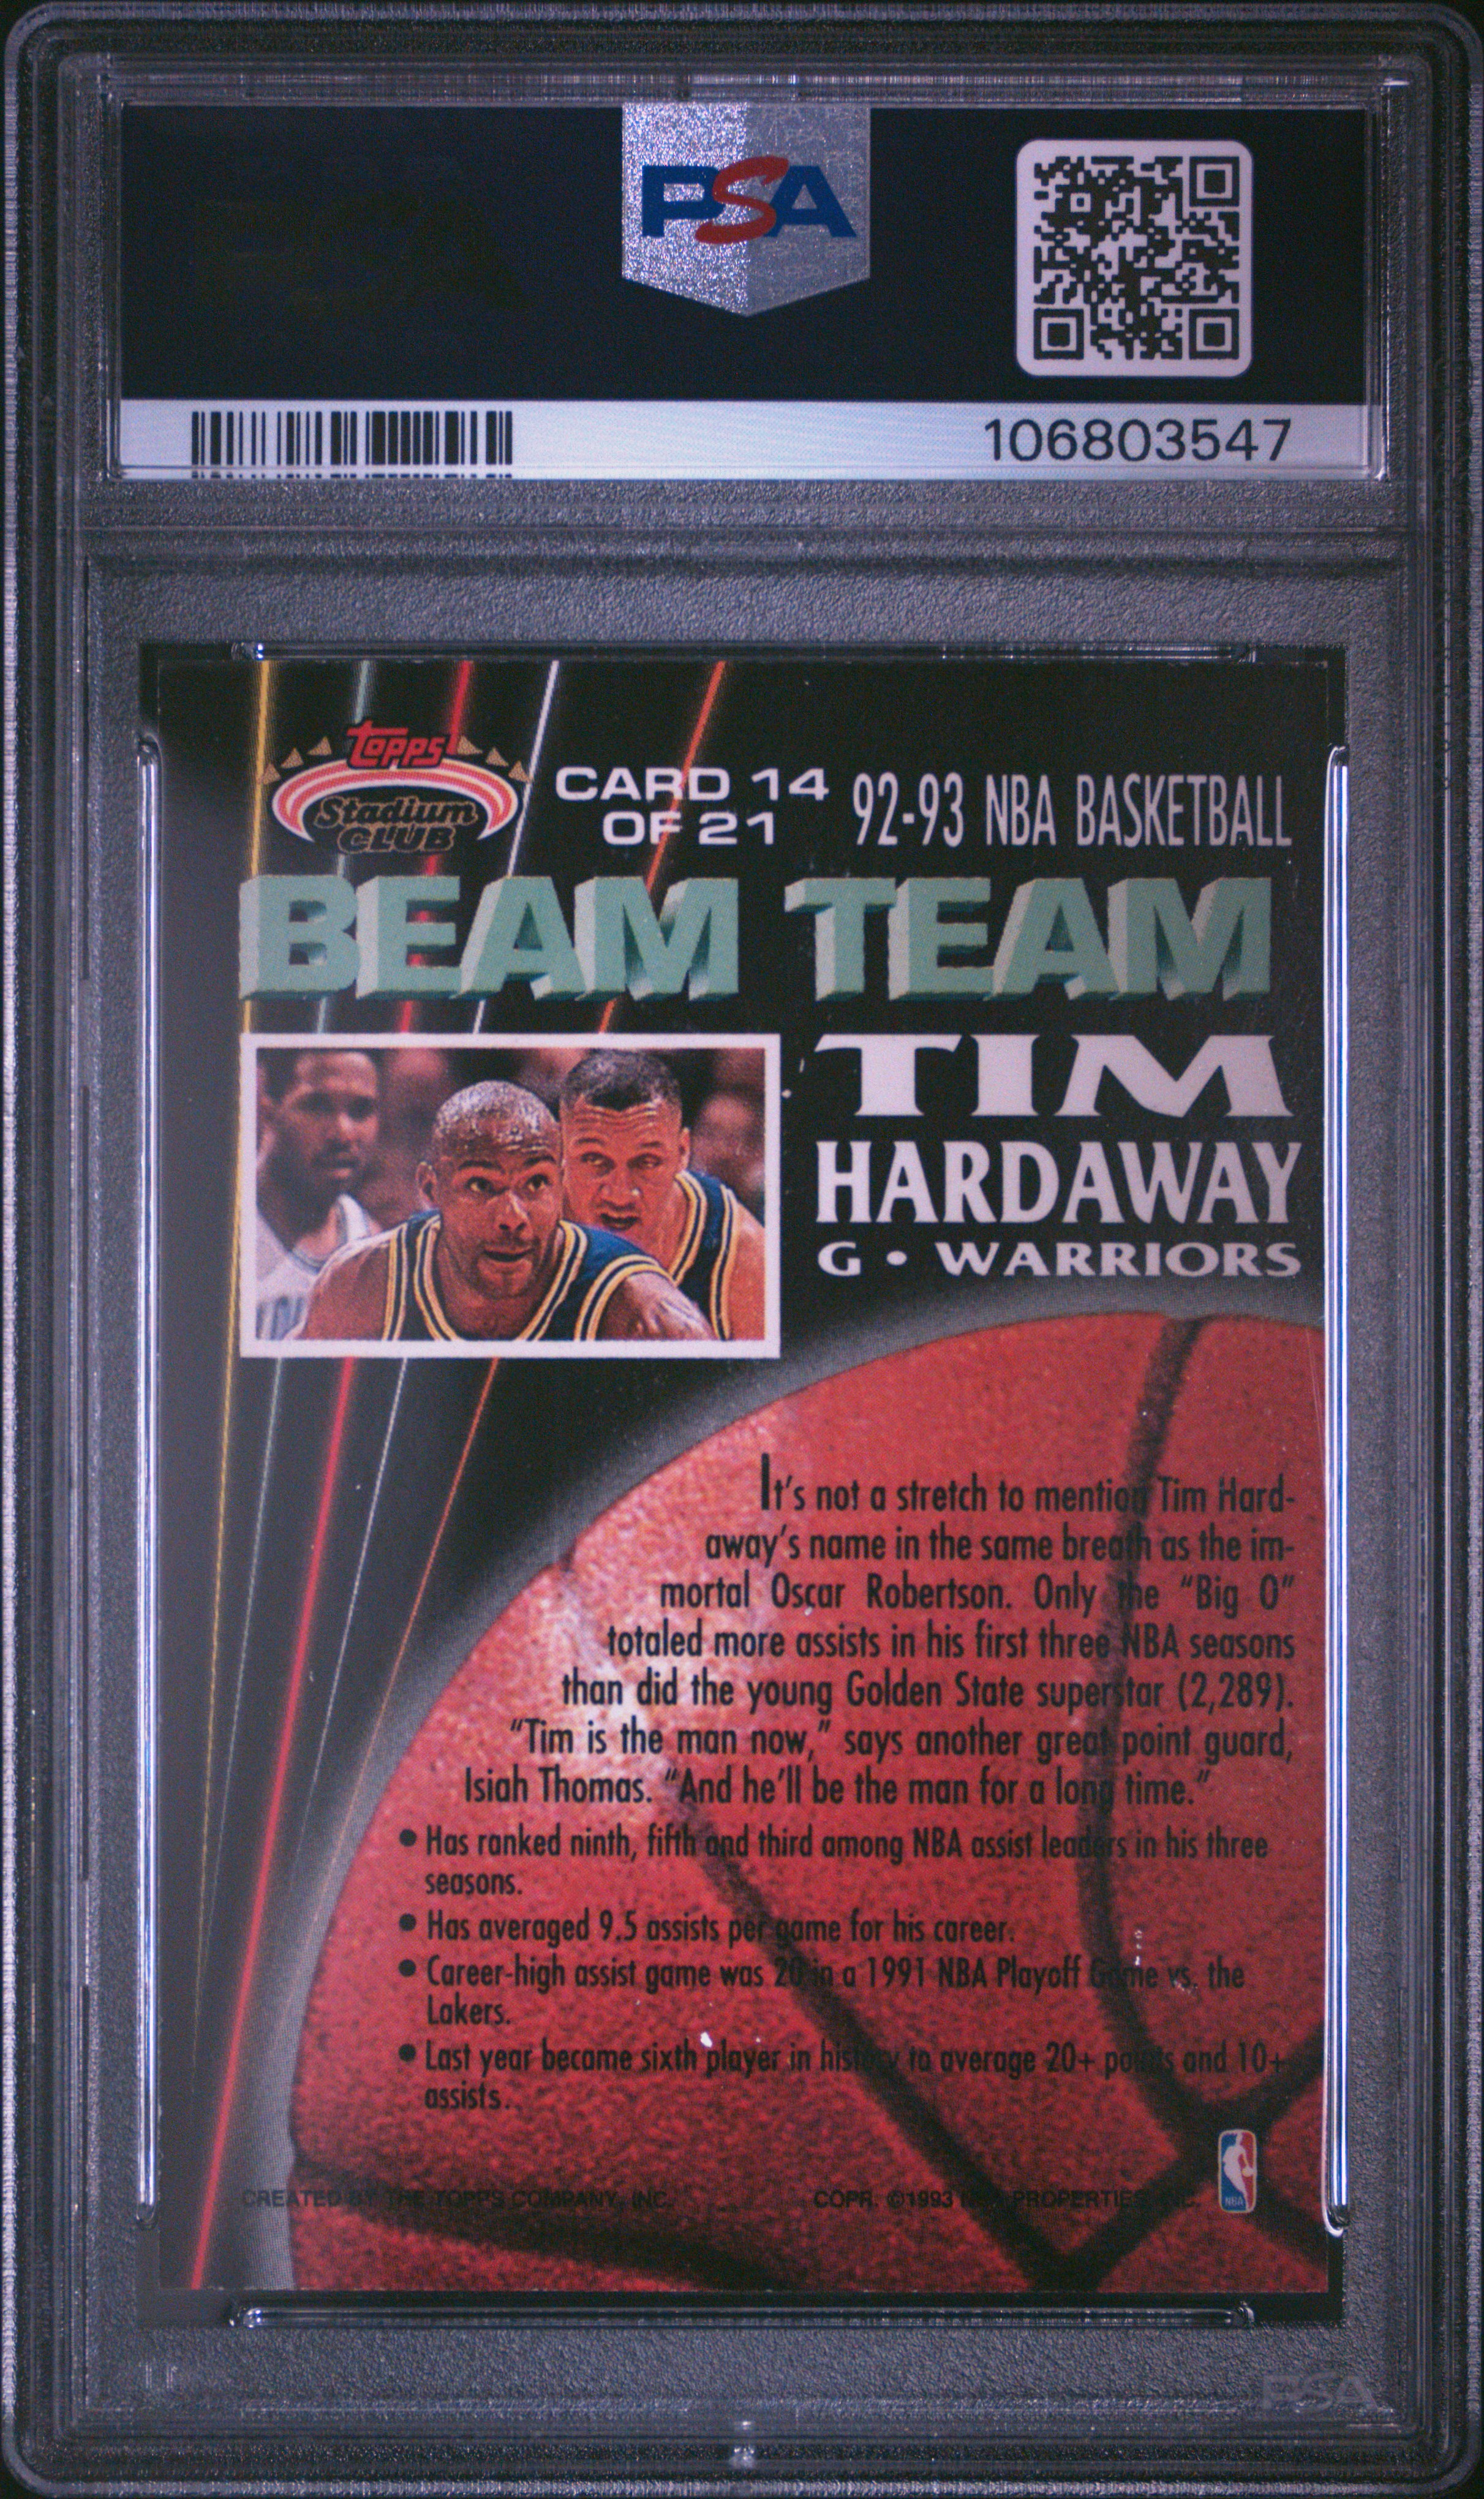 PSA
106803547
Topps
Stadium
CLUB
CARD 14
OF 21
92-93 NBA BASKETBALL
BEAM TEAM
TIM
HARDAWAY
G • WARRIORS
It's not a stretch to mention Tim Hard-
away's name in the same breath as the im-
mortal Oscar Robertson. Only the "Big O"
totaled more assists in his first three NBA seasons
than did the young Golden State superstar (2,289).
"Tim is the man now," says another great point guard,
Isiah Thomas. "And he'll be the man for a long time."
• Has ranked ninth, fifth and third among NBA assist leaders in his three
seasons.
• Has averaged 9.5 assists per game for his career.
• Career-high assist game was 20 in a 1991 NBA Playoff Game vs. the
Lakers.
• Last year became sixth player in history to average 20+ points and 10+
assists.
CREATED BY THE TOPPS COMPANY, INC.
COPR. ©1993 NBA PROPERTIES, INC.
NBA
PSA